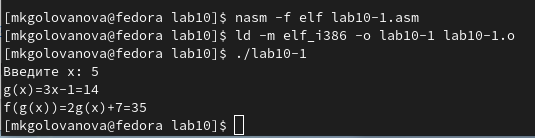 [mkgolovanova@fedora lab10]$ nasm -f elf lab10-1.asm
[mkgolovanova@fedora lab10]$ ld -m elf_i386 -o lab10-1 lab10-1.o
[mkgolovanova@fedora lab10]$ ./lab10-1
Введите x: 5
g(x)=3x-1=14
f(g(x))=2g(x)+7=35
[mkgolovanova@fedora lab10]$